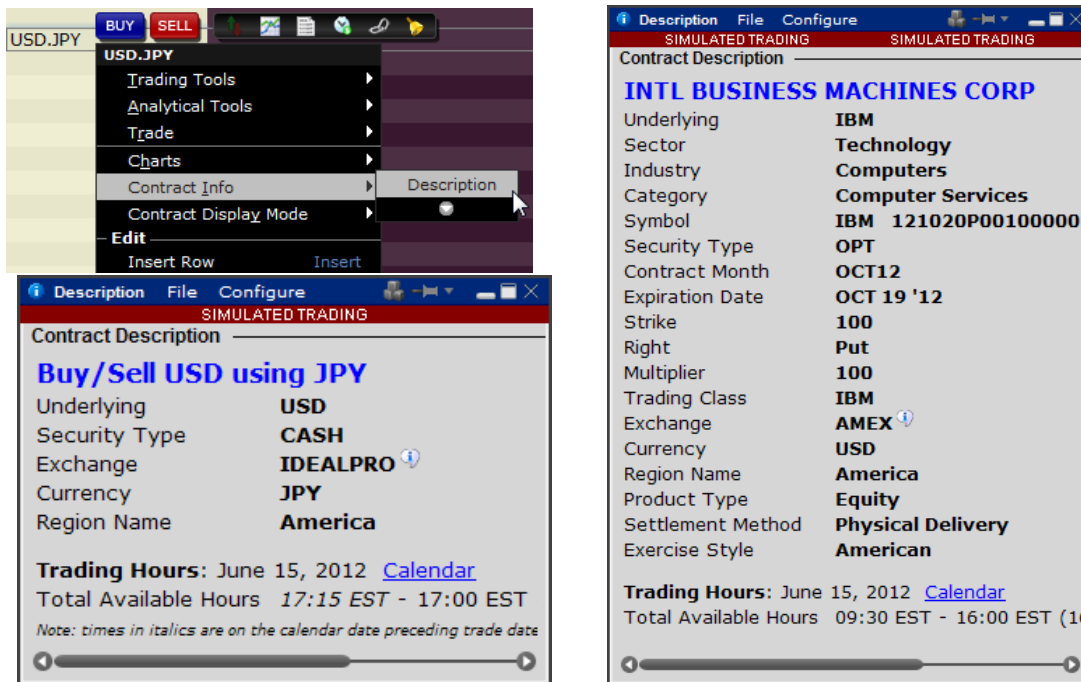 USD.JPY
BUY SELL
USD.JPY
Trading Tools
Analytical Tools
Trade
Charts
Contract Info
Description
Contract Display Mode
Edit
Insert Row Insert
Description File Configure
SIMULATED TRADING
Contract Description
Buy/Sell USD using JPY
Underlying USD
Security Type CASH
Exchange IDEALPRO
Currency JPY
Region Name America
Trading Hours: June 15, 2012 Calendar
Total Available Hours 17:15 EST - 17:00 EST
Note: times in italics are on the calendar date preceding trade date
Description File Configure
SIMULATED TRADING SIMULATED TRADING
Contract Description
INTL BUSINESS MACHINES CORP
Underlying IBM
Sector Technology
Industry Computers
Category Computer Services
Symbol IBM 121020P00100000
Security Type OPT
Contract Month OCT12
Expiration Date OCT 19 '12
Strike 100
Right Put
Multiplier 100
Trading Class IBM
Exchange AMEX
Currency USD
Region Name America
Product Type Equity
Settlement Method Physical Delivery
Exercise Style American
Trading Hours: June 15, 2012 Calendar
Total Available Hours 09:30 EST - 16:00 EST